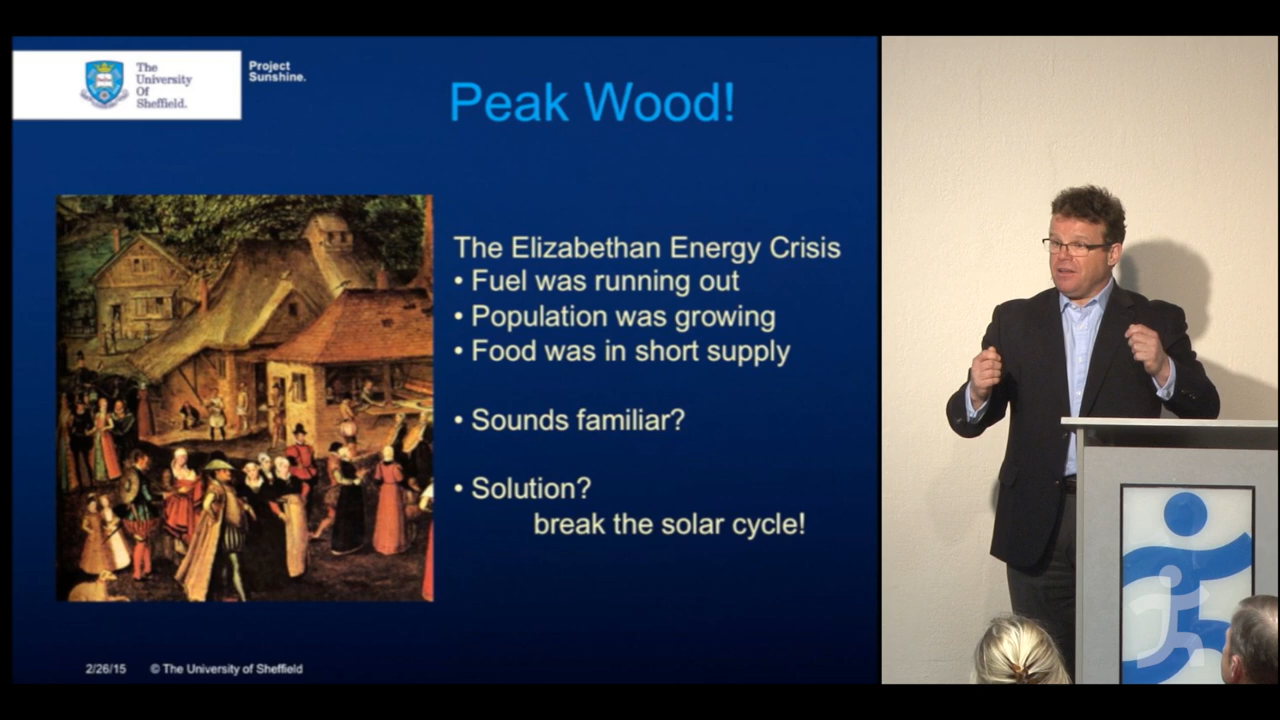 The
University
Of
Sheffield.
Project
Sunshine.
Peak Wood!
The Elizabethan Energy Crisis
• Fuel was running out
• Population was growing
• Food was in short supply
• Sounds familiar?
• Solution?
break the solar cycle!
2/26/15 © The University of Sheffield